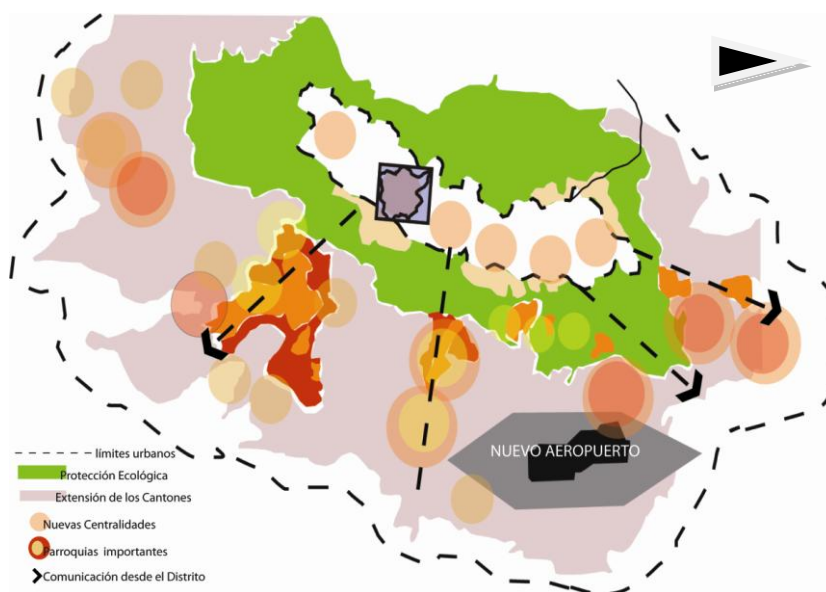 NUEVO AEROPUERTO
límites urbanos
Protección Ecológica
Extensión de los Cantones
Nuevas Centralidades
Parroquias importantes
Comunicación desde el Distrito